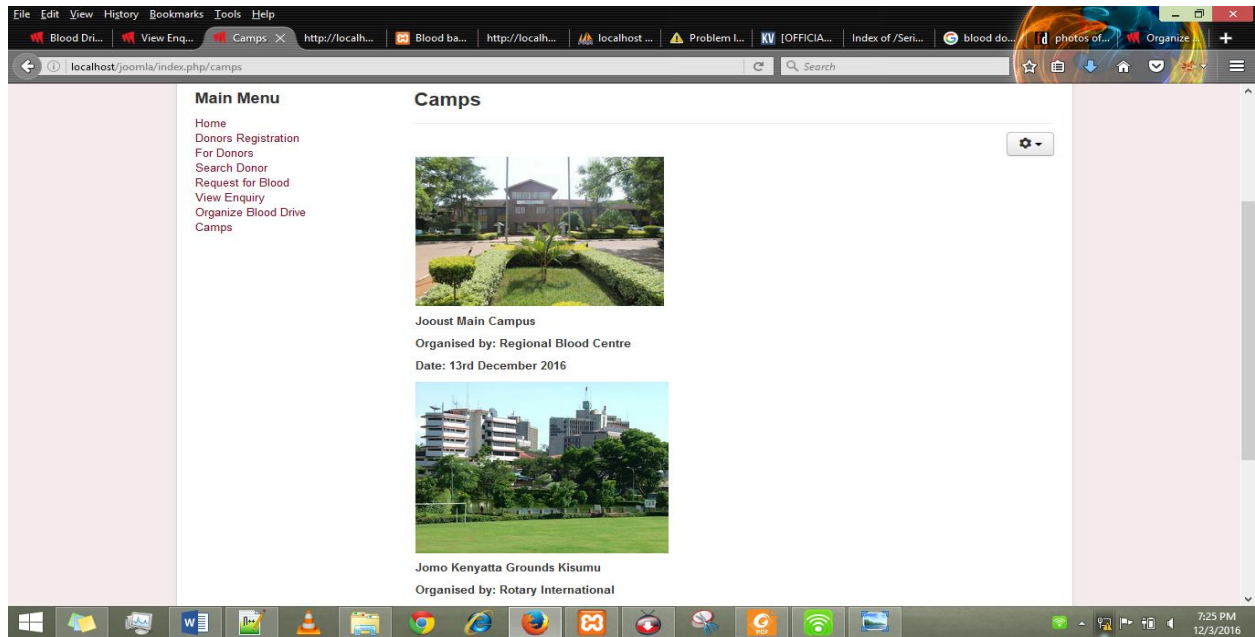 File Edit View History Bookmarks Tools Help
Blood Dri... View Enq... Camps http://localh... Blood ba... http://localh... localhost ... Problem l... [OFFICIA... Index of /Seri... blood do... photos of... Organize ...
localhost/joomla/index.php/camps Search
Main Menu
Home
Donors Registration
For Donors
Search Donor
Request for Blood
View Enquiry
Organize Blood Drive
Camps
Camps
Jooust Main Campus
Organised by: Regional Blood Centre
Date: 13rd December 2016
Jomo Kenyatta Grounds Kisumu
Organised by: Rotary International
7:25 PM
12/3/2016